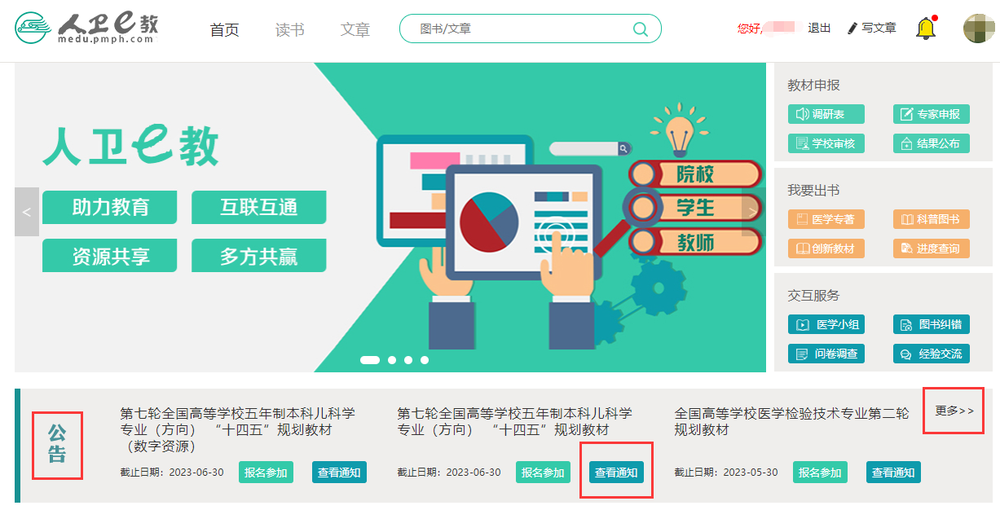 人卫e教
medu.pmph.com
首页
读书
文章
图书/文章
您好,
退出
写文章
人卫e教
助力教育
互联互通
资源共享
多方共赢
<
>
院校
学生
教师
教材申报
调研表
专家申报
学校审核
结果公布
我要出书
医学专著
科普图书
创新教材
进度查询
交互服务
医学小组
图书纠错
问卷调查
经验交流
公告
第七轮全国高等学校五年制本科儿科学
专业（方向） “十四五”规划教材
（数字资源）
截止日期：2023-06-30
报名参加
查看通知
第七轮全国高等学校五年制本科儿科学
专业（方向） “十四五”规划教材
截止日期：2023-06-30
报名参加
查看通知
全国高等学校医学检验技术专业第二轮
规划教材
截止日期：2023-05-30
报名参加
查看通知
更多>>